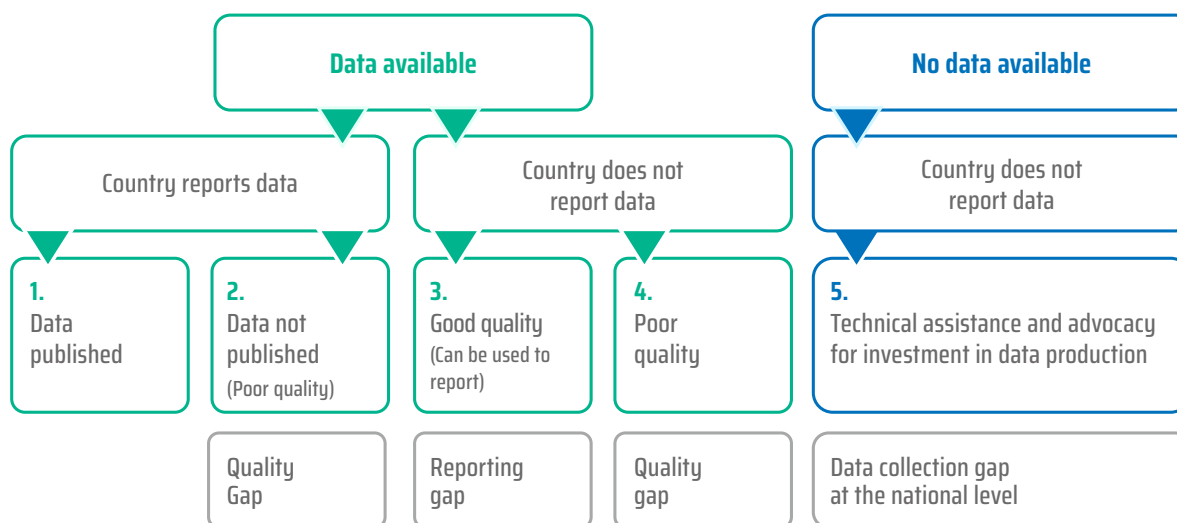 Data available
No data available
Country reports data
Country does not
report data
Country does not
report data
1.
Data
published
2.
Data not
published
(Poor quality)
3.
Good quality
(Can be used to
report)
4.
Poor
quality
5.
Technical assistance and advocacy
for investment in data production
Quality
Gap
Reporting
gap
Quality
gap
Data collection gap
at the national level